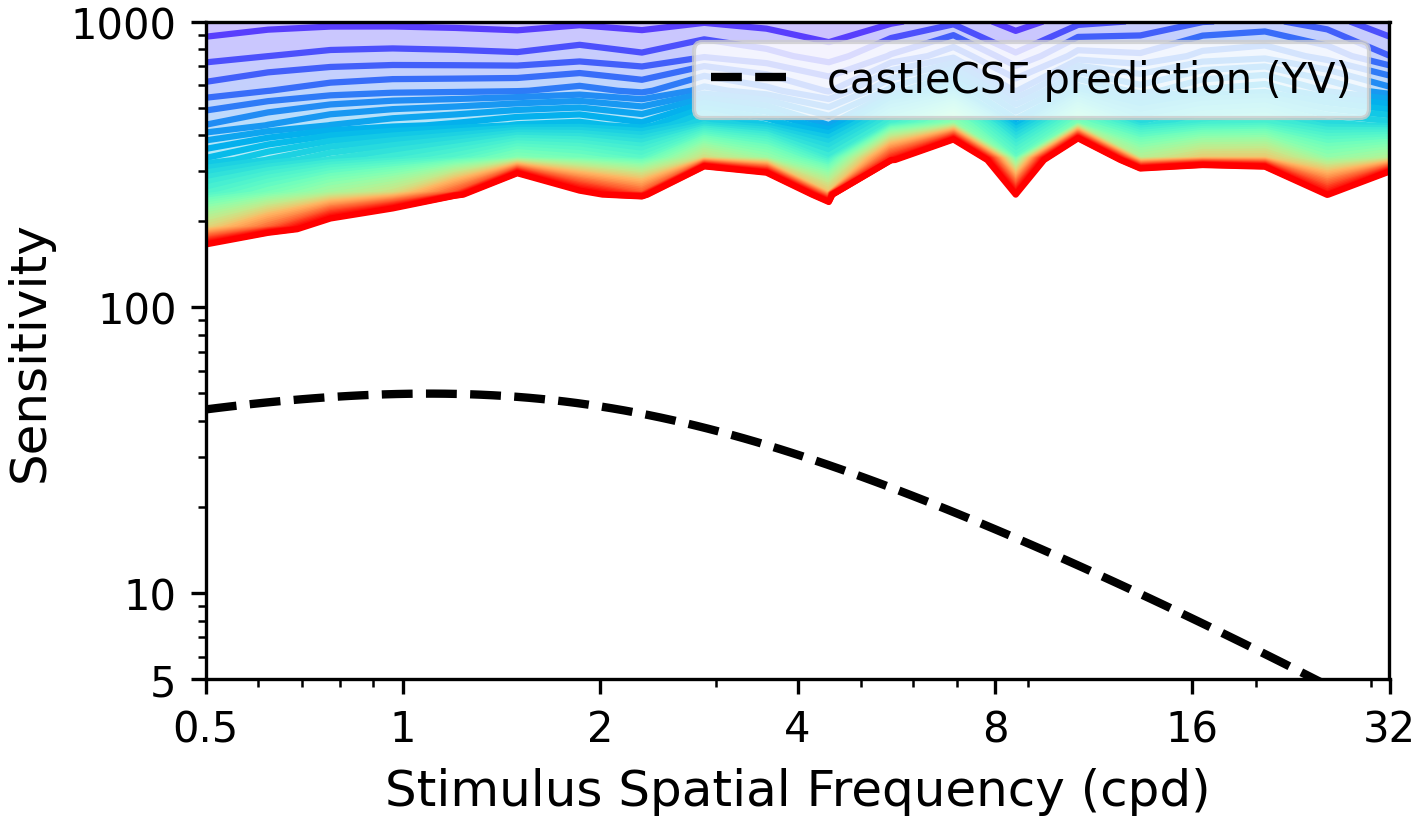 1000
100
10
5
Sensitivity
castleCSF prediction (YV)
0.5 1 2 4 8 16 32
Stimulus Spatial Frequency (cpd)